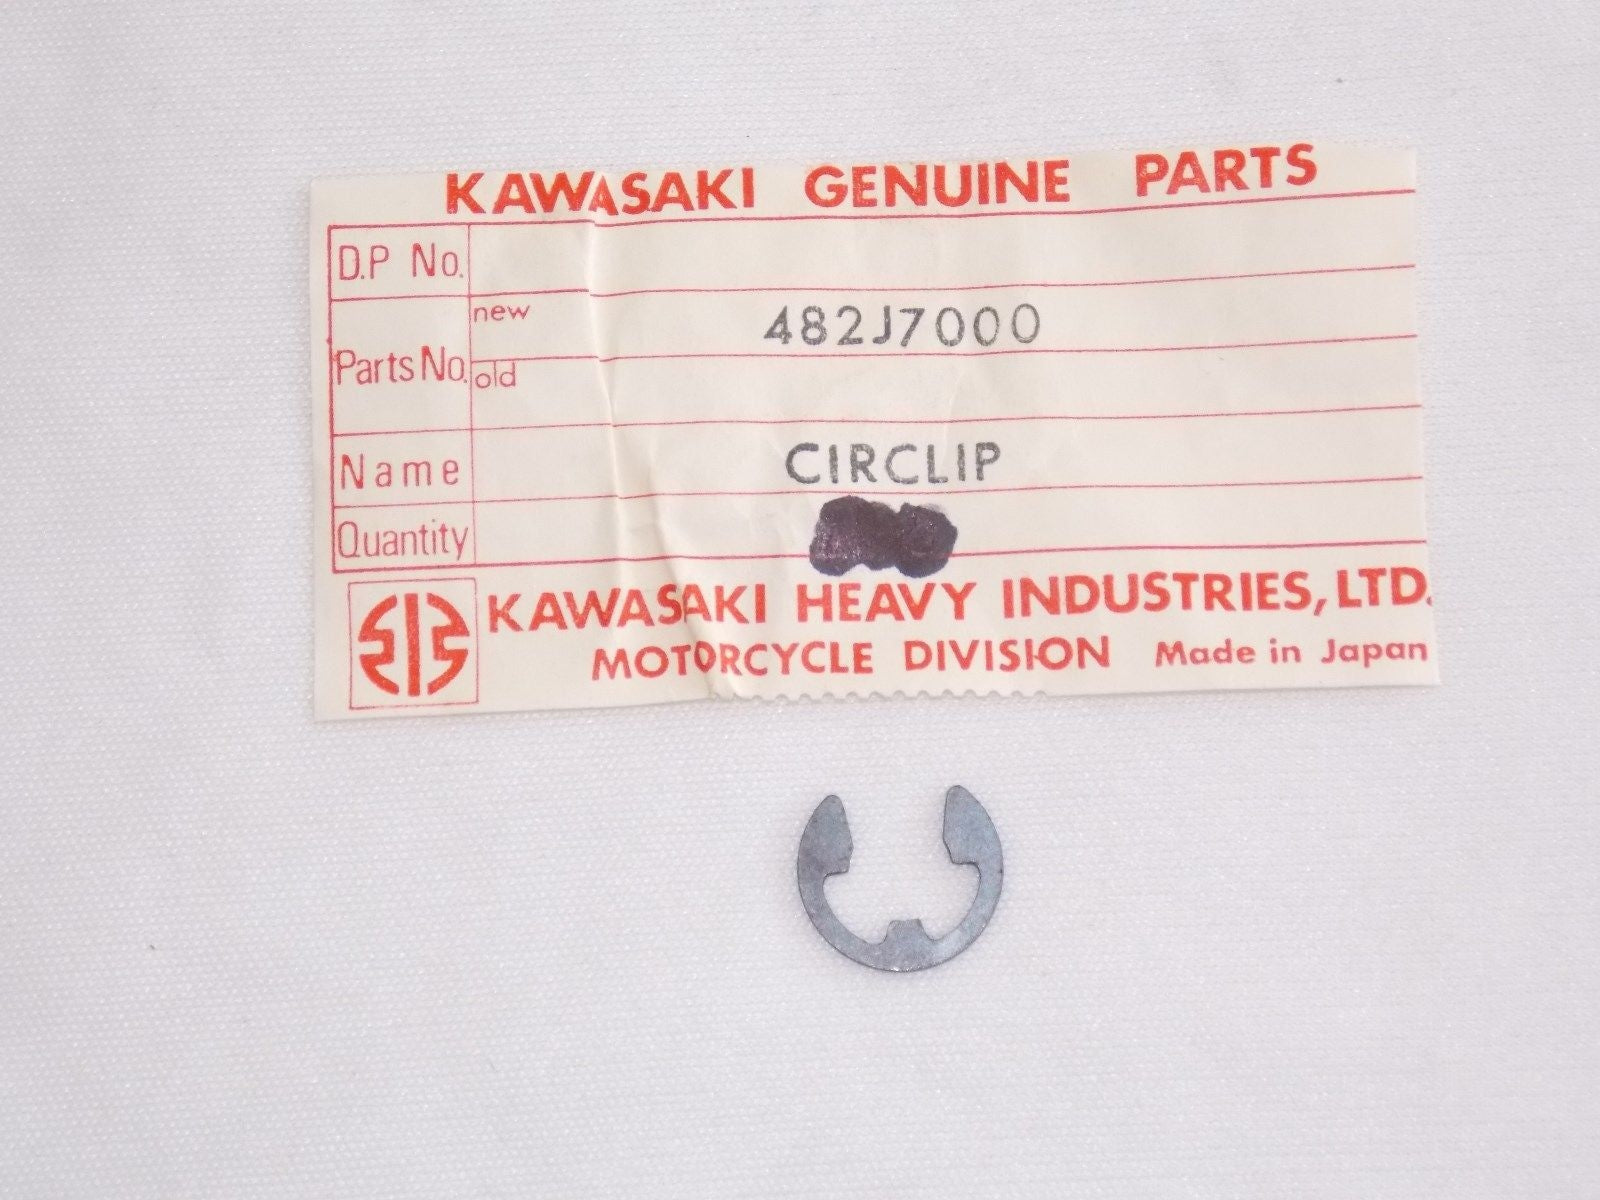 KAWASAKI GENUINE PARTS
D.P No.
Parts No. new 482J7000
old
Name CIRCLIP
Quantity
KAWASAKI HEAVY INDUSTRIES, LTD.
MOTORCYCLE DIVISION Made in Japan